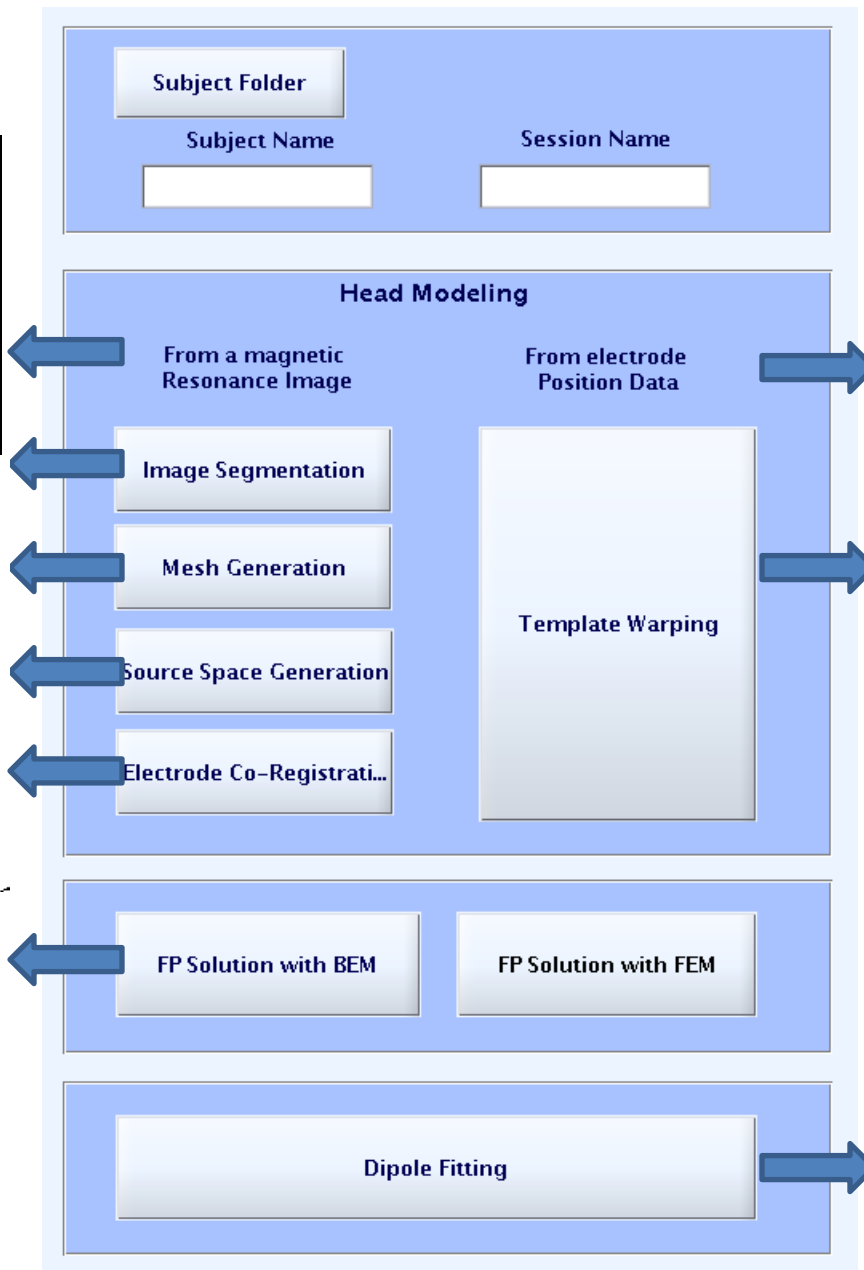 Subject Folder
Subject Name
Session Name
Head Modeling
From a magnetic
Resonance Image
From electrode
Position Data
Image Segmentation
Mesh Generation
Source Space Generation
Electrode Co-Registrati...
Template Warping
FP Solution with BEM
FP Solution with FEM
Dipole Fitting